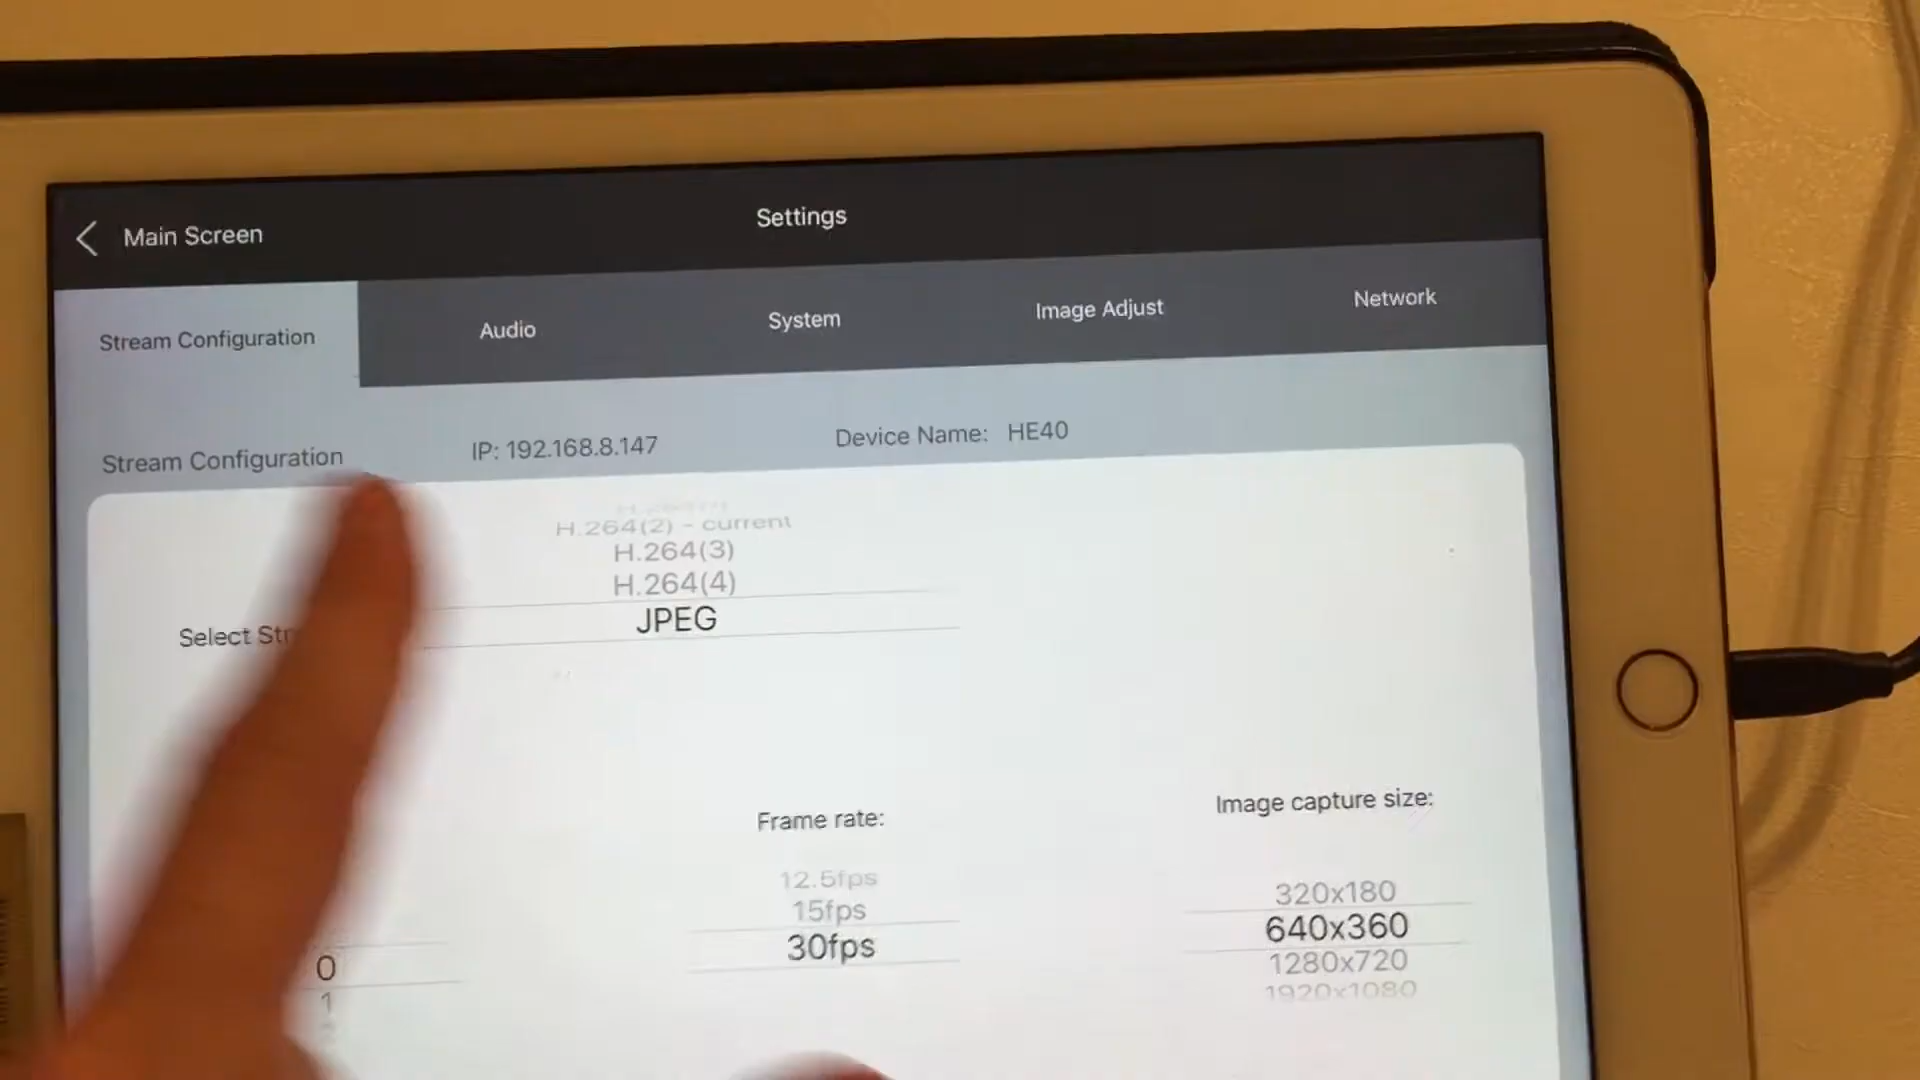 Main Screen
Settings
Stream Configuration
Audio
System
Image Adjust
Network
Stream Configuration
IP: 192.168.8.147
Device Name: HE40
H.264(2) - current
H.264(3)
H.264(4)
Select
JPEG
Frame rate:
Image capture size:
12.5fps
15fps
30fps
320x180
640x360
1280x720
1920x1080
0
1